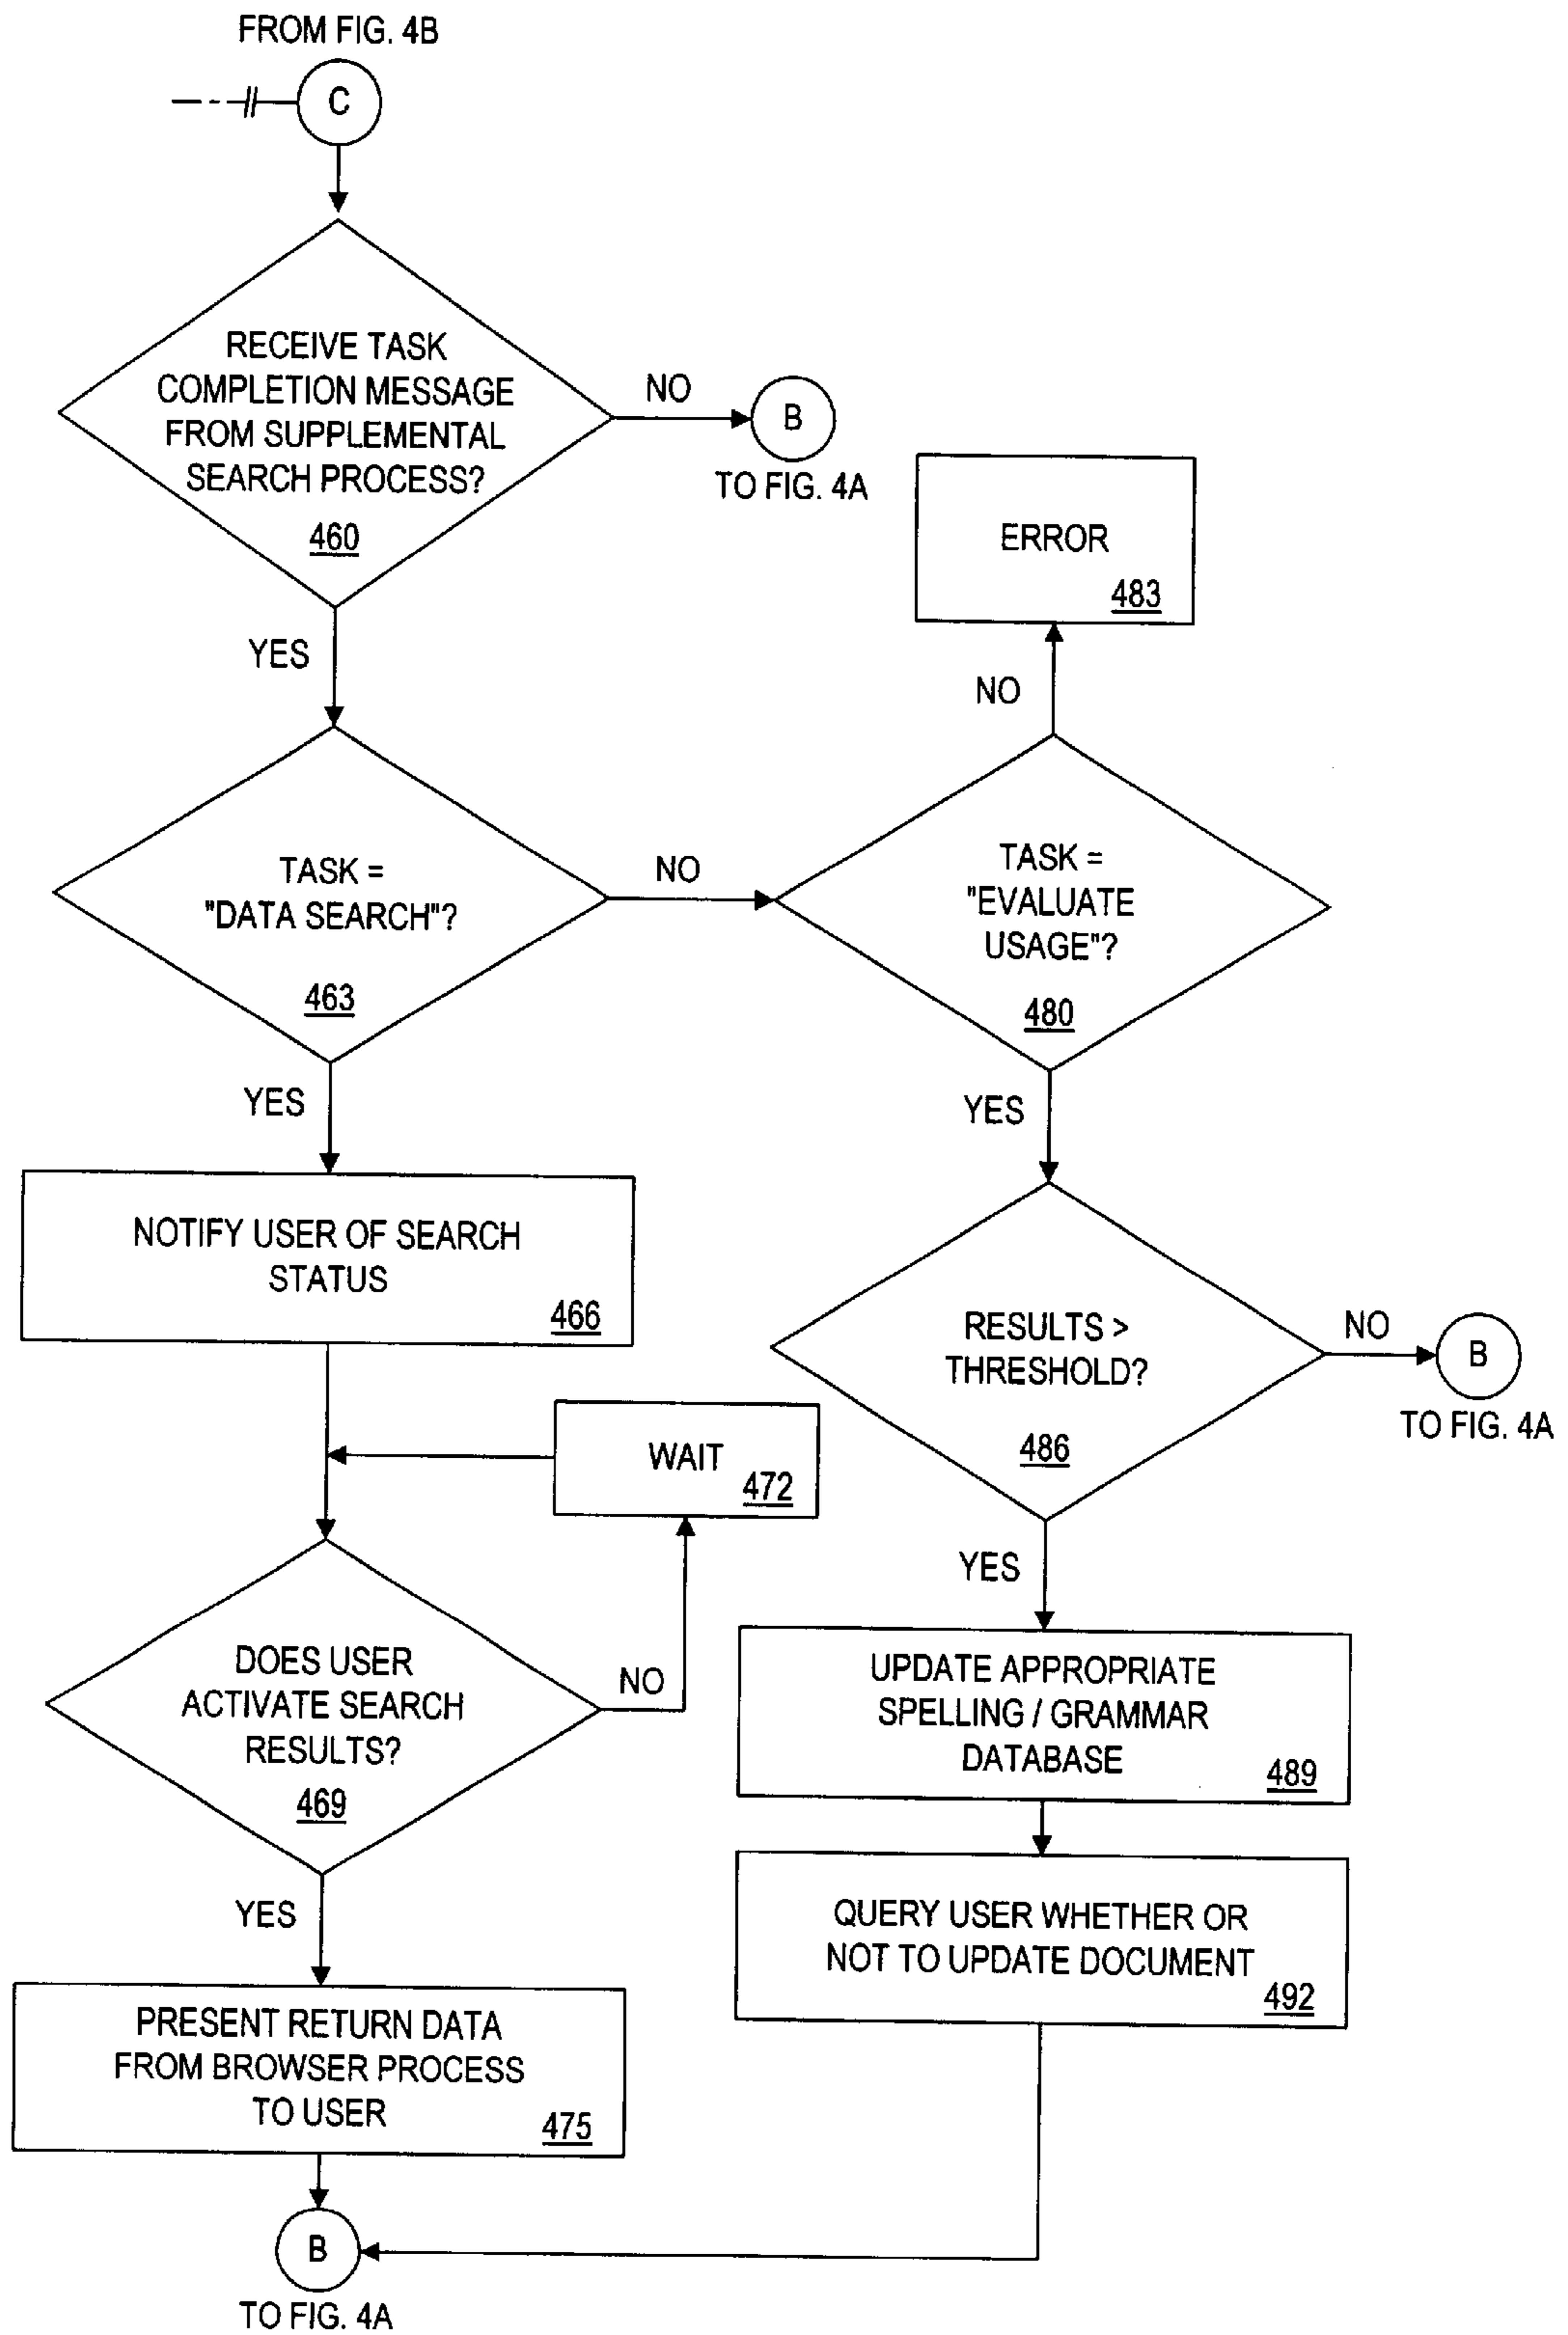 FROM FIG. 4B
C
RECEIVE TASK
COMPLETION MESSAGE
FROM SUPPLEMENTAL
SEARCH PROCESS?
460
NO
B
TO FIG. 4A
YES
ERROR
483
NO
TASK =
"DATA SEARCH"?
463
NO
TASK =
"EVALUATE
USAGE"?
480
YES
YES
NOTIFY USER OF SEARCH
STATUS
466
RESULTS >
THRESHOLD?
486
NO
B
TO FIG. 4A
WAIT
472
YES
DOES USER
ACTIVATE SEARCH
RESULTS?
469
NO
UPDATE APPROPRIATE
SPELLING / GRAMMAR
DATABASE
489
YES
QUERY USER WHETHER OR
NOT TO UPDATE DOCUMENT
492
PRESENT RETURN DATA
FROM BROWSER PROCESS
TO USER
475
B
TO FIG. 4A